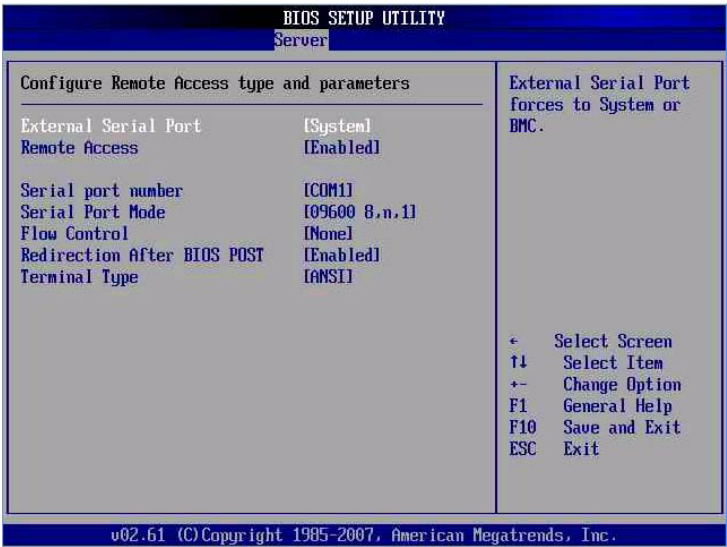 BIOS SETUP UTILITY
Server
Configure Remote Access type and parameters
External Serial Port [System]
Remote Access [Enabled]
Serial port number [COM1]
Serial Port Mode [09600 8,n,1]
Flow Control [None]
Redirection After BIOS POST [Enabled]
Terminal Type [ANSI]
External Serial Port
forces to System or
BMC.
← Select Screen
↑↓ Select Item
+- Change Option
F1 General Help
F10 Save and Exit
ESC Exit
v02.61 (C)Copyright 1985-2007, American Megatrends, Inc.